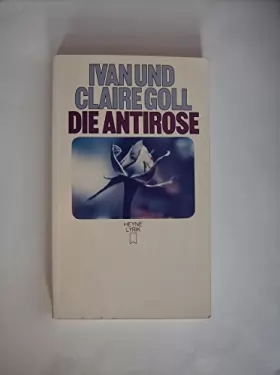 IVAN UND
CLAIRE GOLL
DIE ANTIROSE
HEYNE
LYRIK